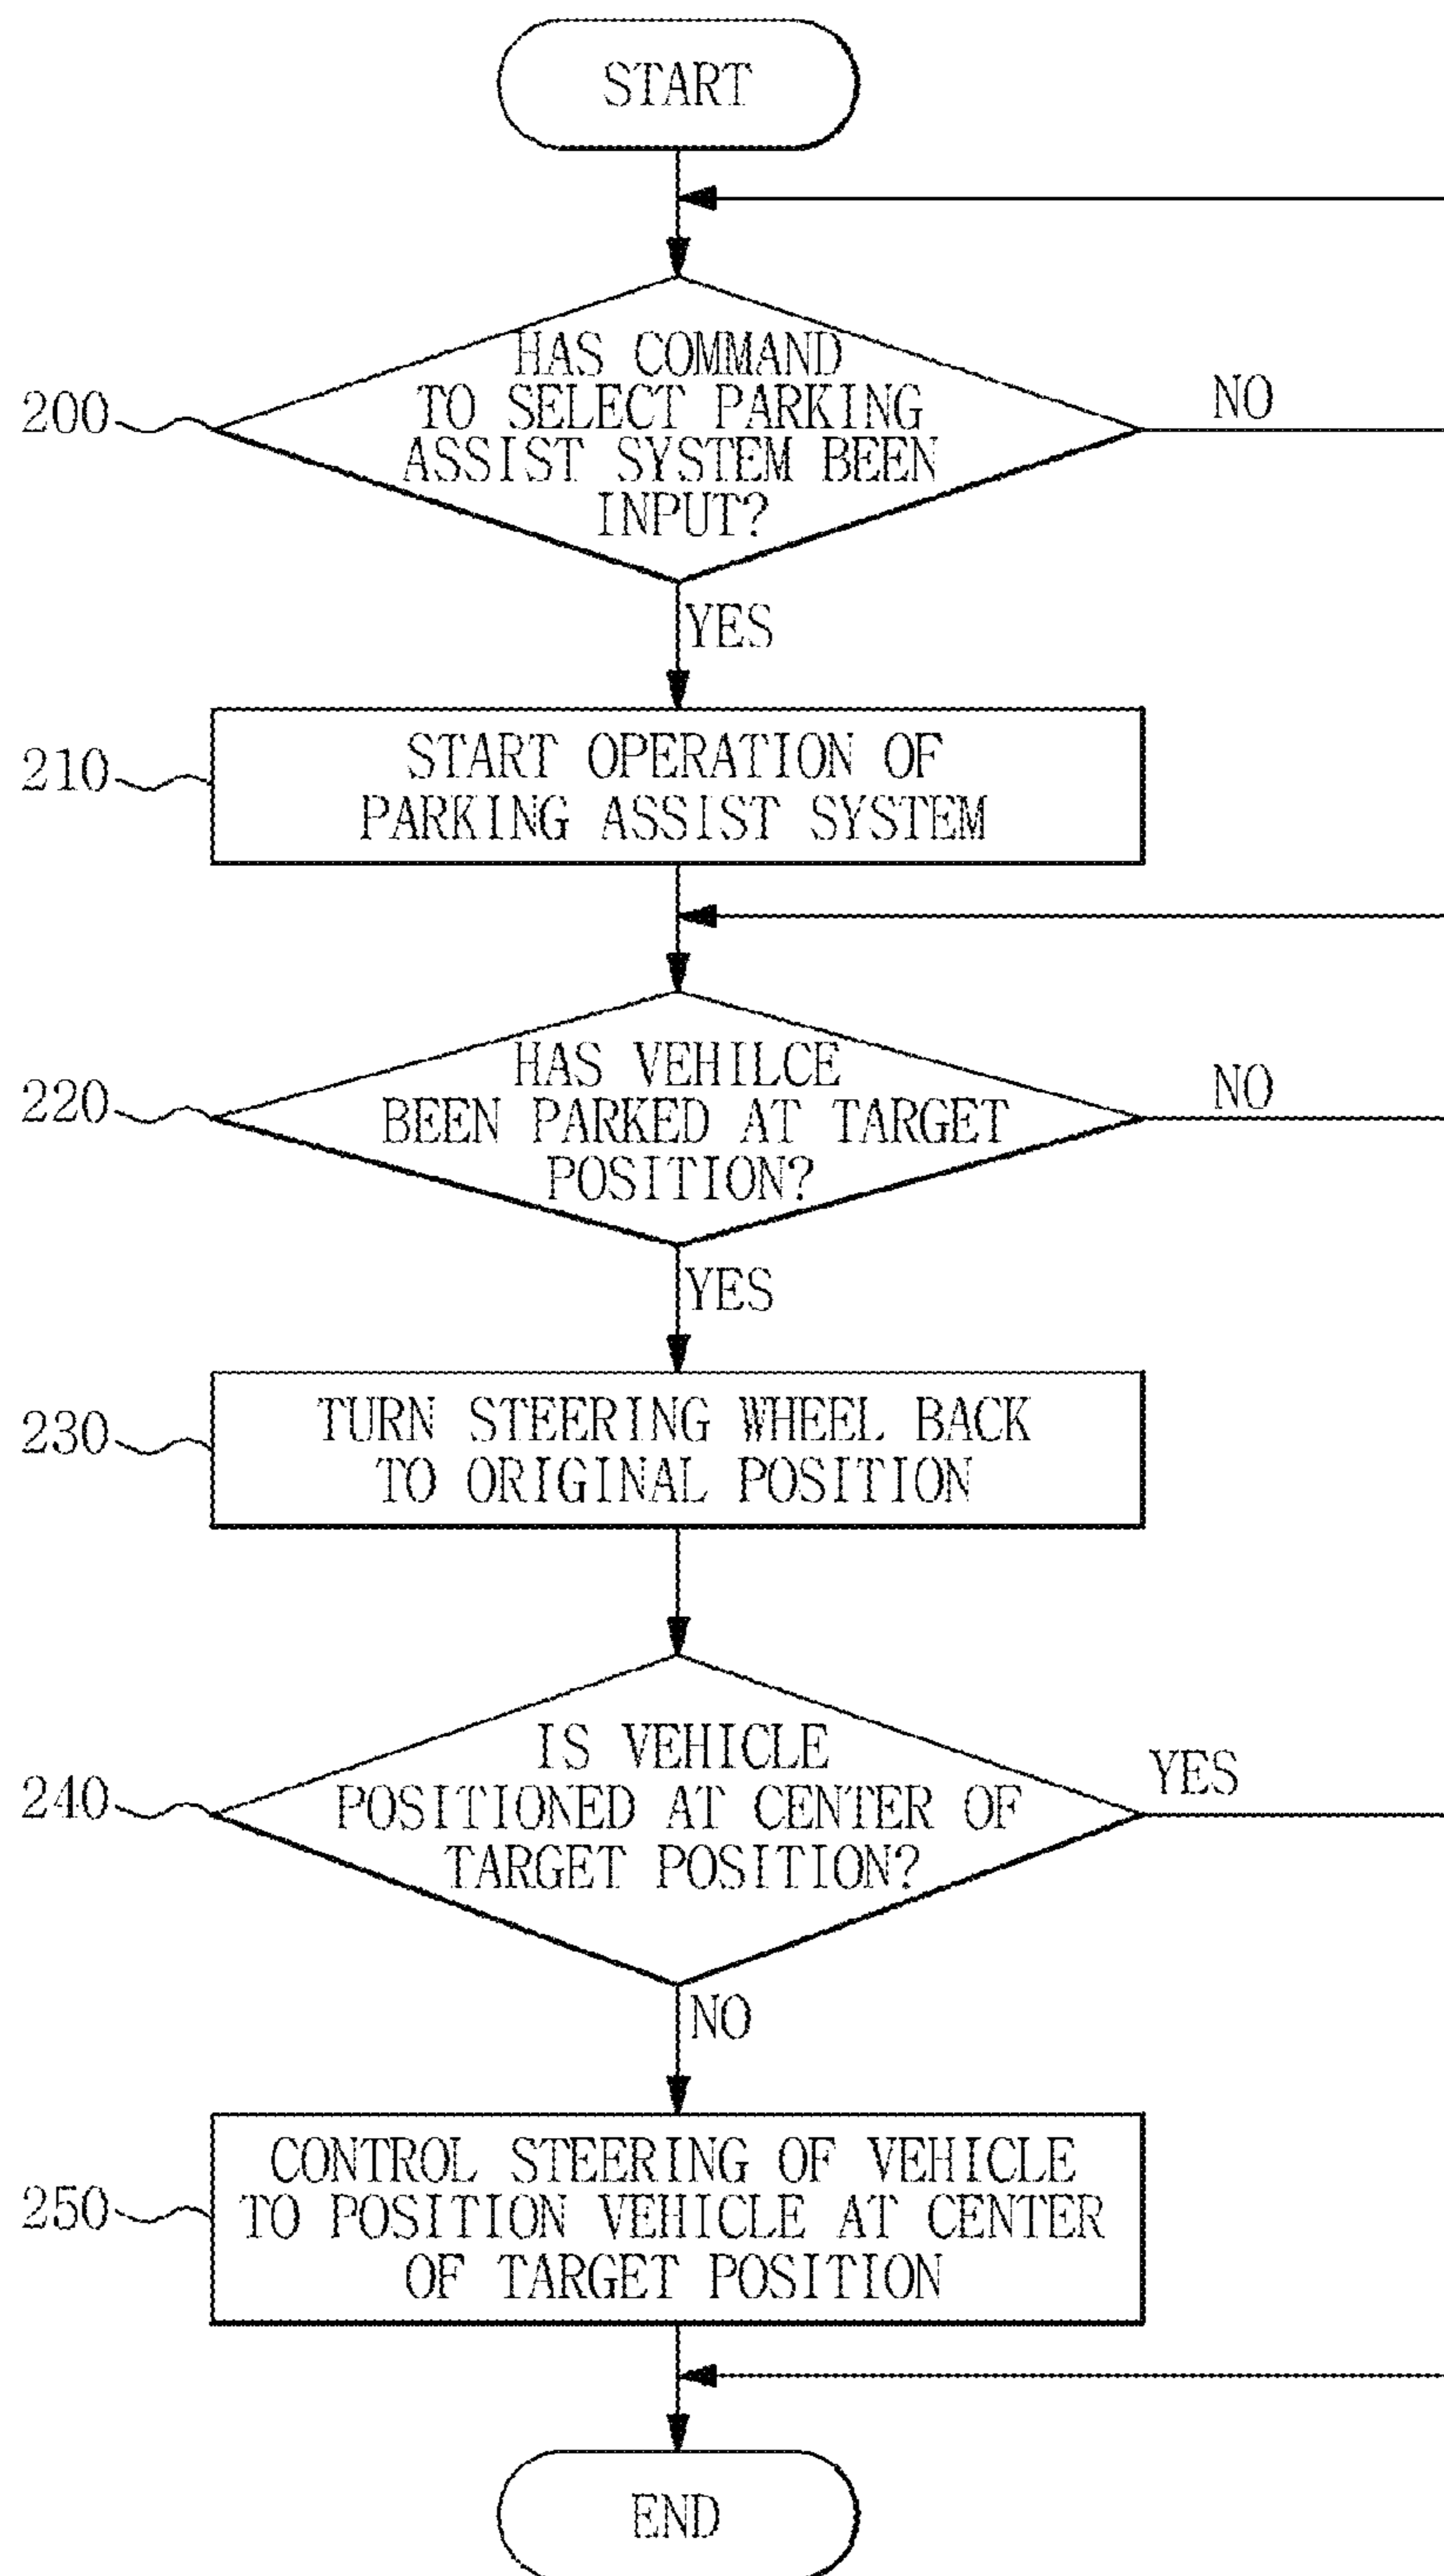 START
HAS COMMAND
TO SELECT PARKING
ASSIST SYSTEM BEEN
INPUT?
200
NO
YES
START OPERATION OF
PARKING ASSIST SYSTEM
210
HAS VEHILCE
BEEN PARKED AT TARGET
POSITION?
220
NO
YES
TURN STEERING WHEEL BACK
TO ORIGINAL POSITION
230
IS VEHICLE
POSITIONED AT CENTER OF
TARGET POSITION?
240
YES
NO
CONTROL STEERING OF VEHICLE
TO POSITION VEHICLE AT CENTER
OF TARGET POSITION
250
END